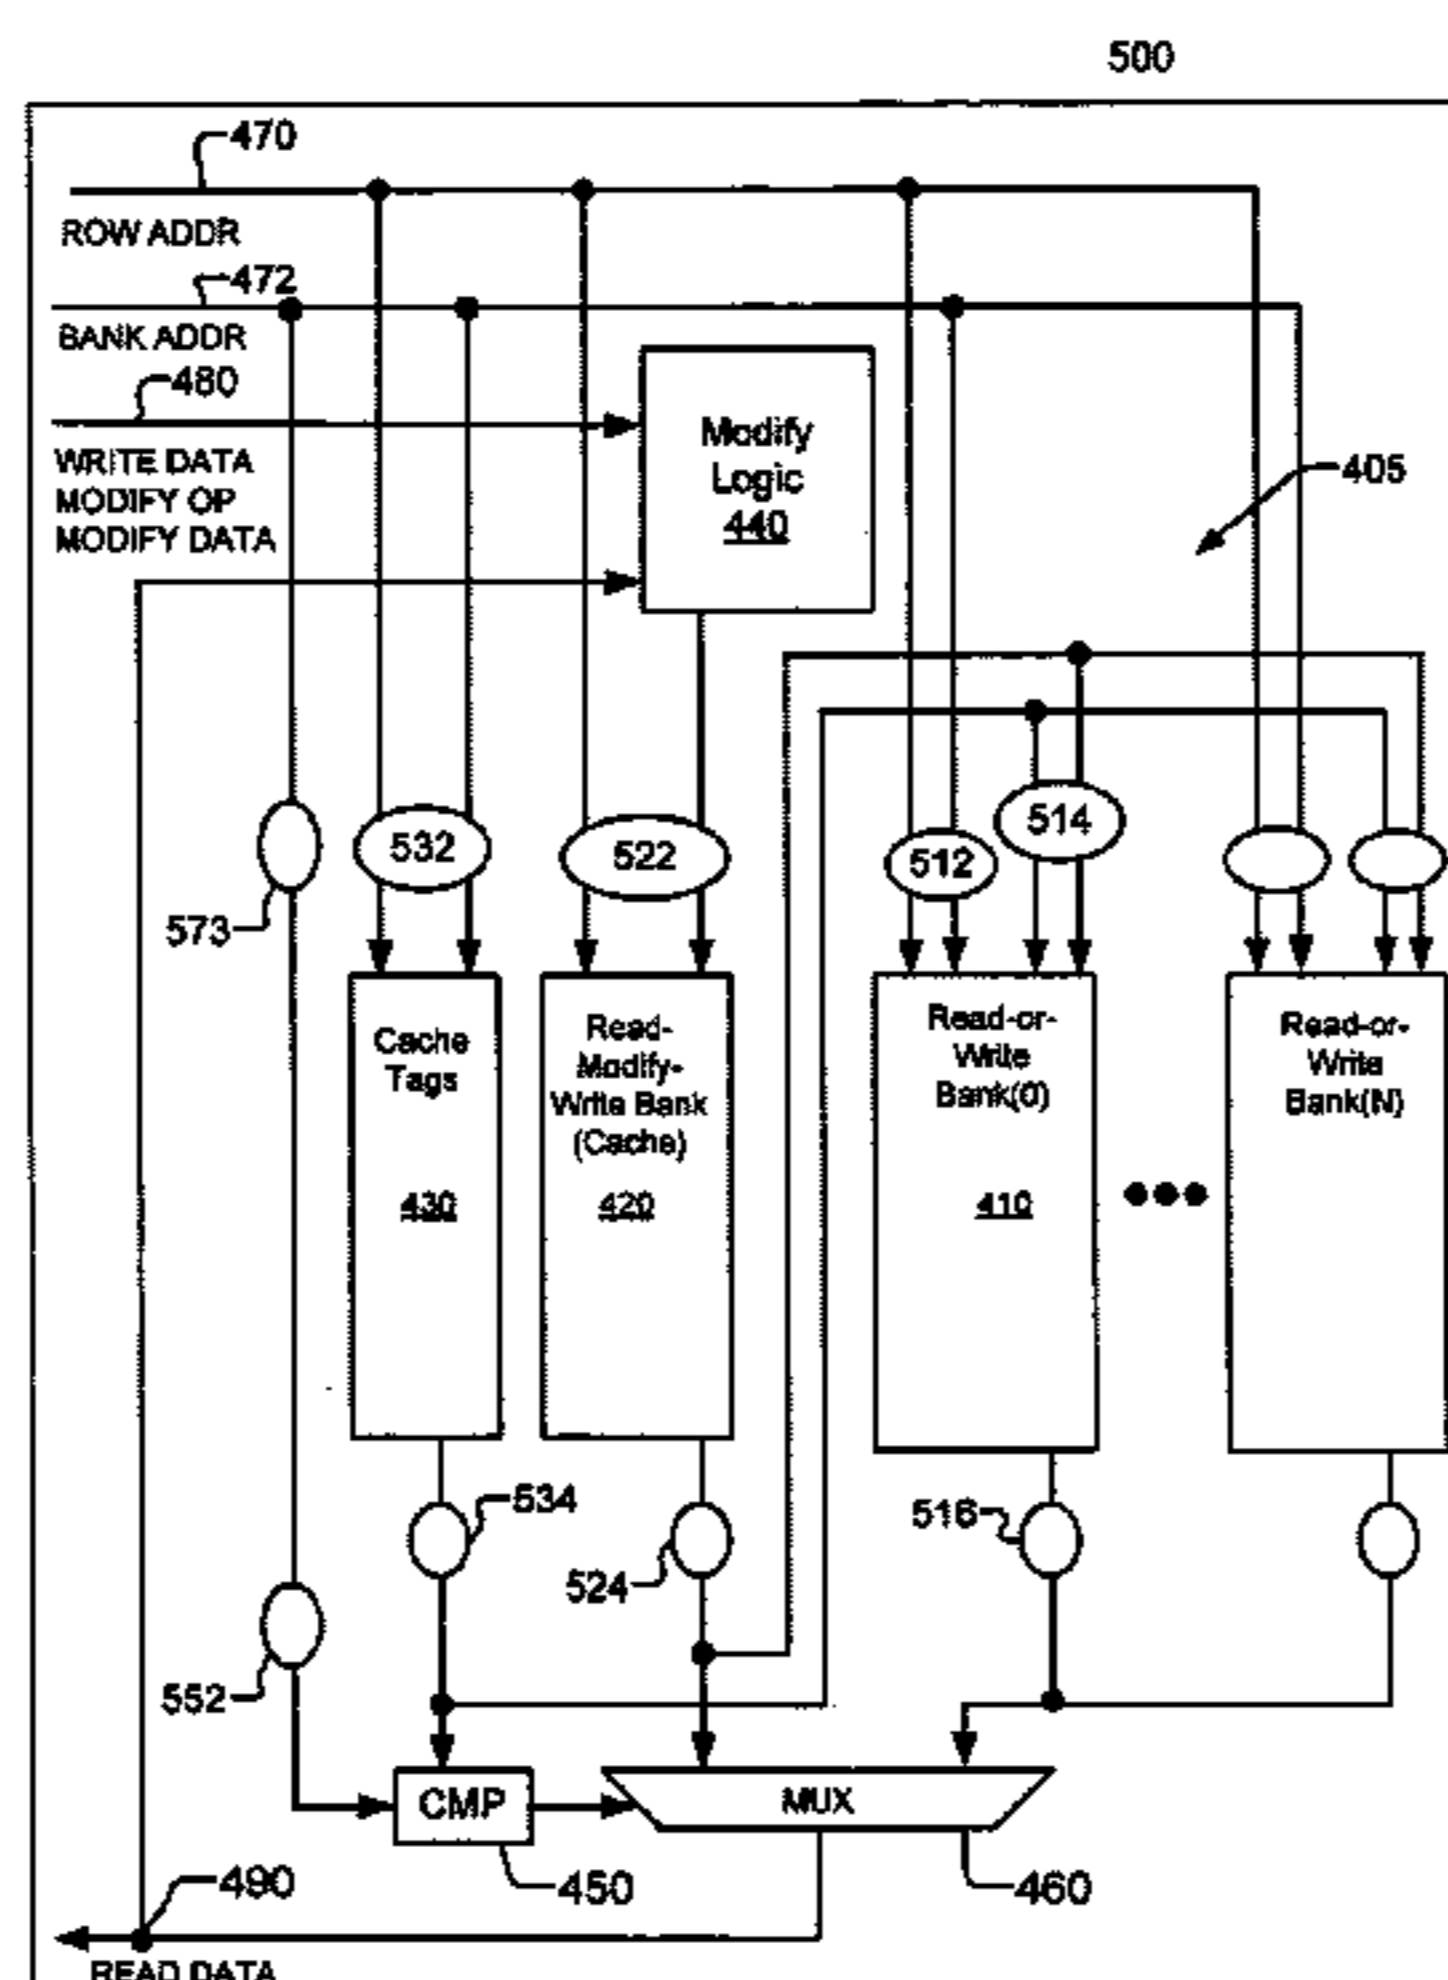 500
470
ROW ADDR
472
BANK ADDR
480
WRITE DATA
MODIFY OP
MODIFY DATA
Modify
Logic
440
405
532
522
512
514
573
Cache
Tags
430
Read-
Modify-
Write Bank
(Cache)
420
Read-or-
Write
Bank(0)
410
Read-or-
Write
Bank(N)
534
524
516
552
CMP
MUX
450
460
490
READ DATA